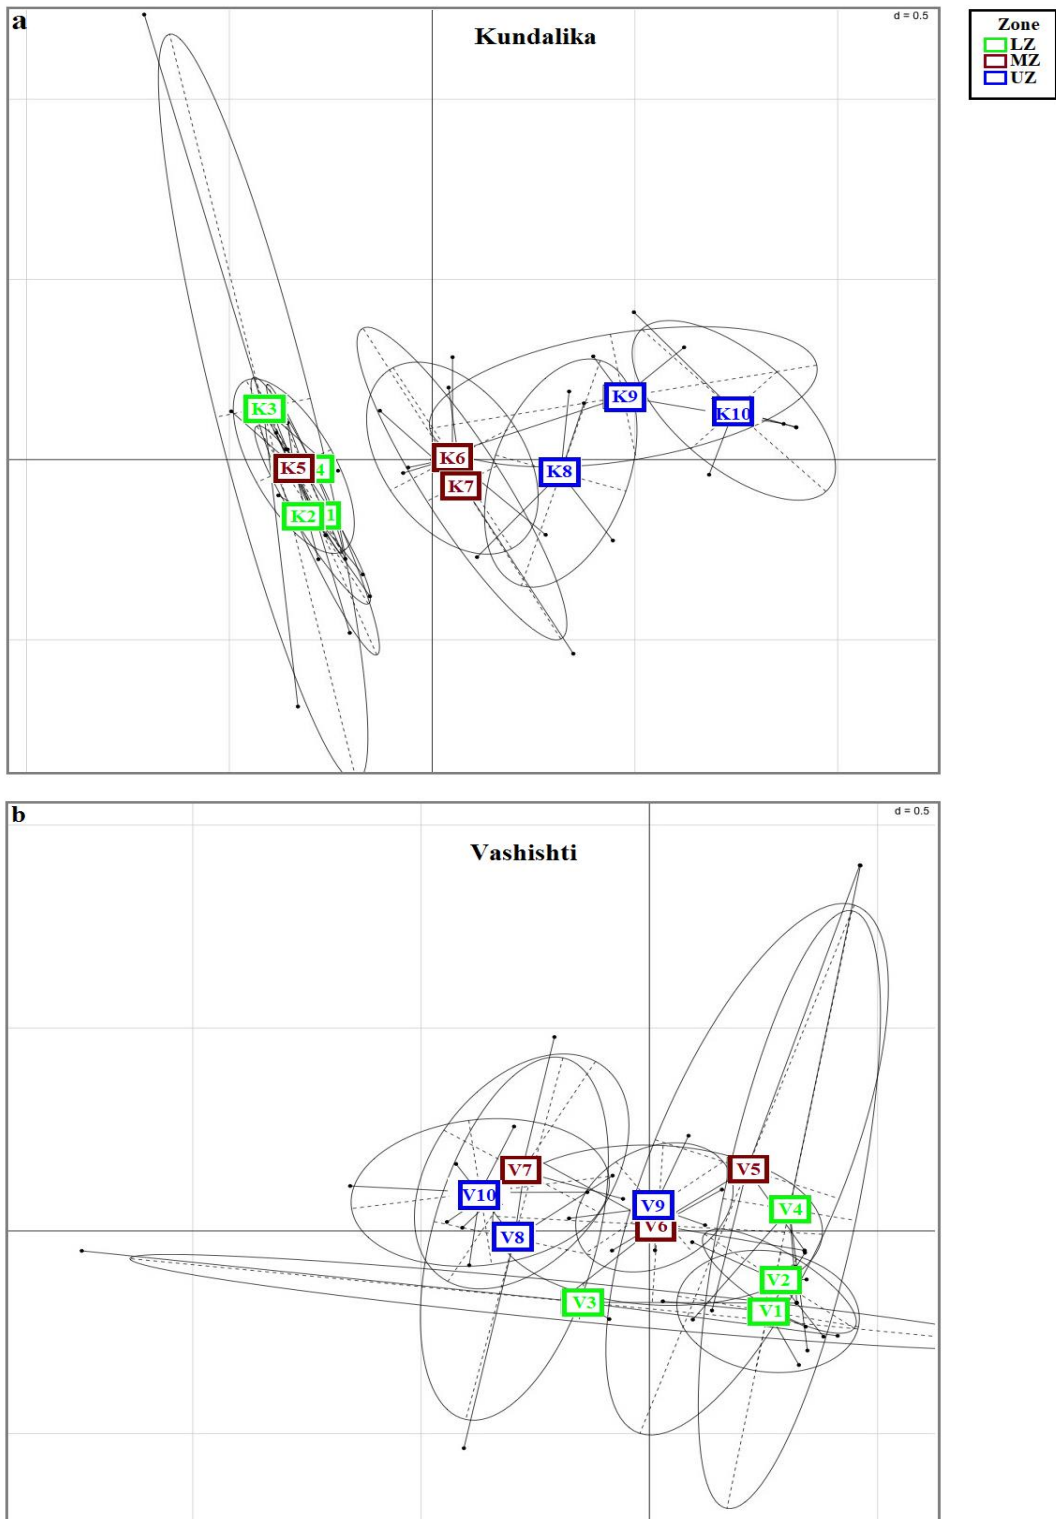 a
d = 0.5
Kundalika
Zone
LZ
MZ
UZ
K9
K3
K10
K6
K5
4
K8
K7
K2
1
b
d = 0.5
Vashishti
V7
V5
V10
V9
V4
V6
V8
V2
V3
V1